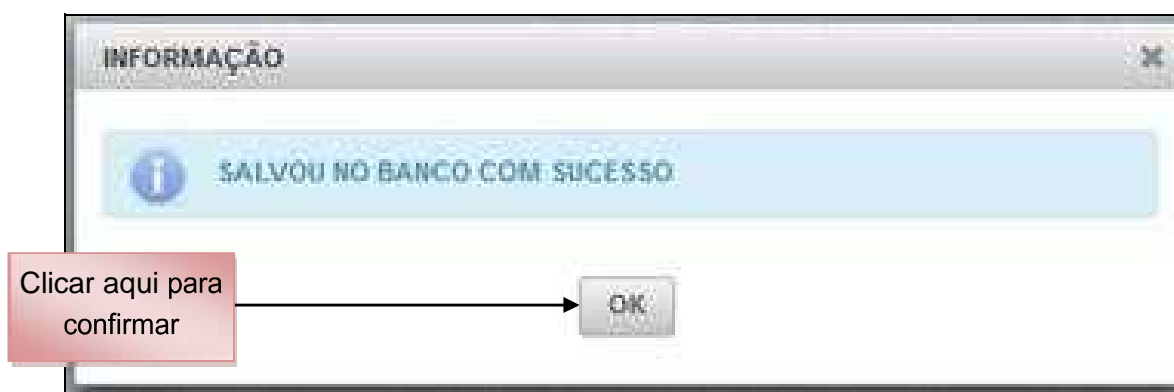 INFORMAÇÃO
SALVOU NO BANCO COM SUCESSO
Clicar aqui para
confirmar
OK